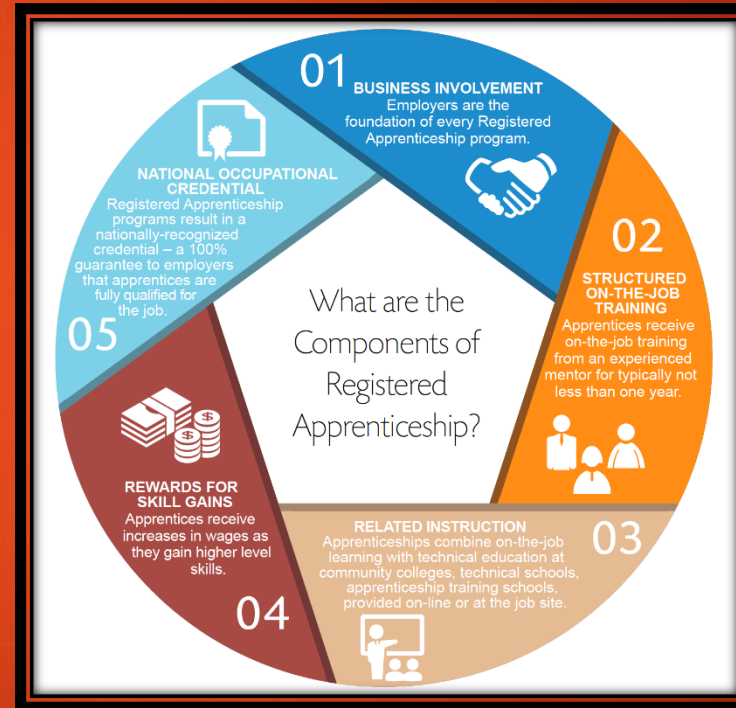 What are the
Components of
Registered
Apprenticeship?
01
BUSINESS INVOLVEMENT
Employers are the
foundation of every Registered
Apprenticeship program.
02
STRUCTURED
ON-THE-JOB
TRAINING
Apprentices receive
on-the-job training
from an experienced
mentor for typically not
less than one year.
03
RELATED INSTRUCTION
Apprenticeships combine on-the-job
learning with technical education at
community colleges, technical schools,
apprenticeship training schools,
provided on-line or at the job site.
04
REWARDS FOR
SKILL GAINS
Apprentices receive
increases in wages as
they gain higher level
skills.
05
NATIONAL OCCUPATIONAL
CREDENTIAL
Registered Apprenticeship
programs result in a
nationally-recognized
credential – a 100%
guarantee to employers
that apprentices are
fully qualified for
the job.
$
$